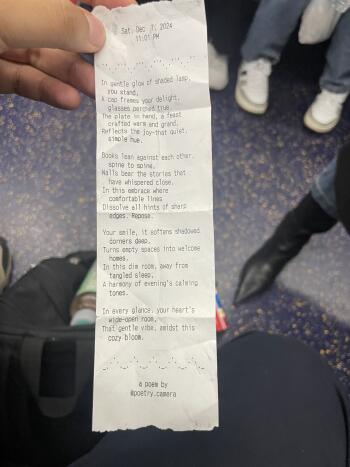 Sat, Dec 7, 2024
11:01 PM
In gentle glow of shaded lamp,
you stand,
A cap frames your delight,
glasses perched true.
The plate in hand, a feast
crafted warm and grand,
Reflects the joy—that quiet,
simple hue.
Books lean against each other,
spine to spine,
Walls bear the stories that
have whispered close,
In this embrace where
comfortable lines
Dissolve all hints of sharp
edges. Repose.
Your smile, it softens shadowed
corners deep,
Turns empty spaces into welcome
homes.
In this dim room, away from
tangled sleep,
A harmony of evening's calming
tones.
In every glance, your heart's
wide-open room,
That gentle vibe, amidst this
cozy bloom.
a poem by
@poetry.camera